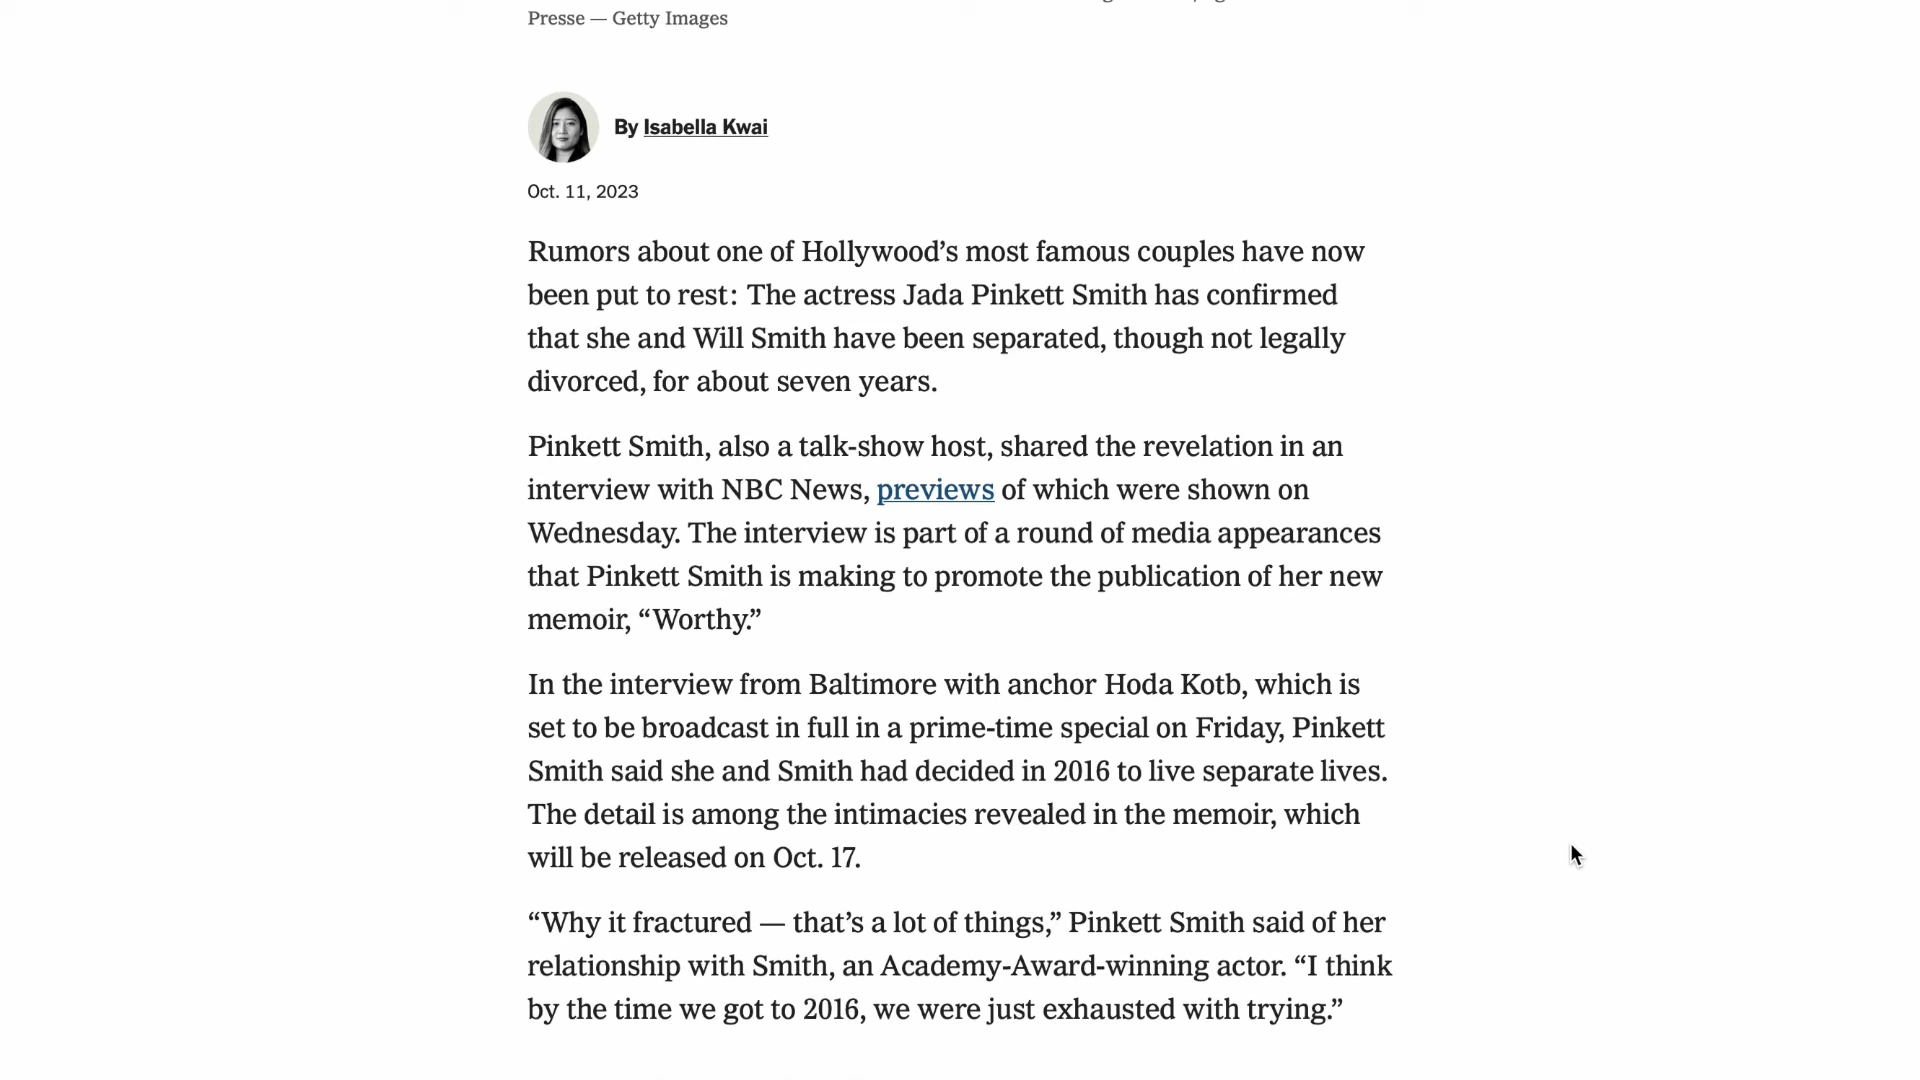 Presse — Getty Images
By Isabella Kwai
Oct. 11, 2023
Rumors about one of Hollywood’s most famous couples have now
been put to rest: The actress Jada Pinkett Smith has confirmed
that she and Will Smith have been separated, though not legally
divorced, for about seven years.
Pinkett Smith, also a talk-show host, shared the revelation in an
interview with NBC News, previews of which were shown on
Wednesday. The interview is part of a round of media appearances
that Pinkett Smith is making to promote the publication of her new
memoir, “Worthy.”
In the interview from Baltimore with anchor Hoda Kotb, which is
set to be broadcast in full in a prime-time special on Friday, Pinkett
Smith said she and Smith had decided in 2016 to live separate lives.
The detail is among the intimacies revealed in the memoir, which
will be released on Oct. 17.
“Why it fractured — that’s a lot of things,” Pinkett Smith said of her
relationship with Smith, an Academy-Award-winning actor. “I think
by the time we got to 2016, we were just exhausted with trying.”